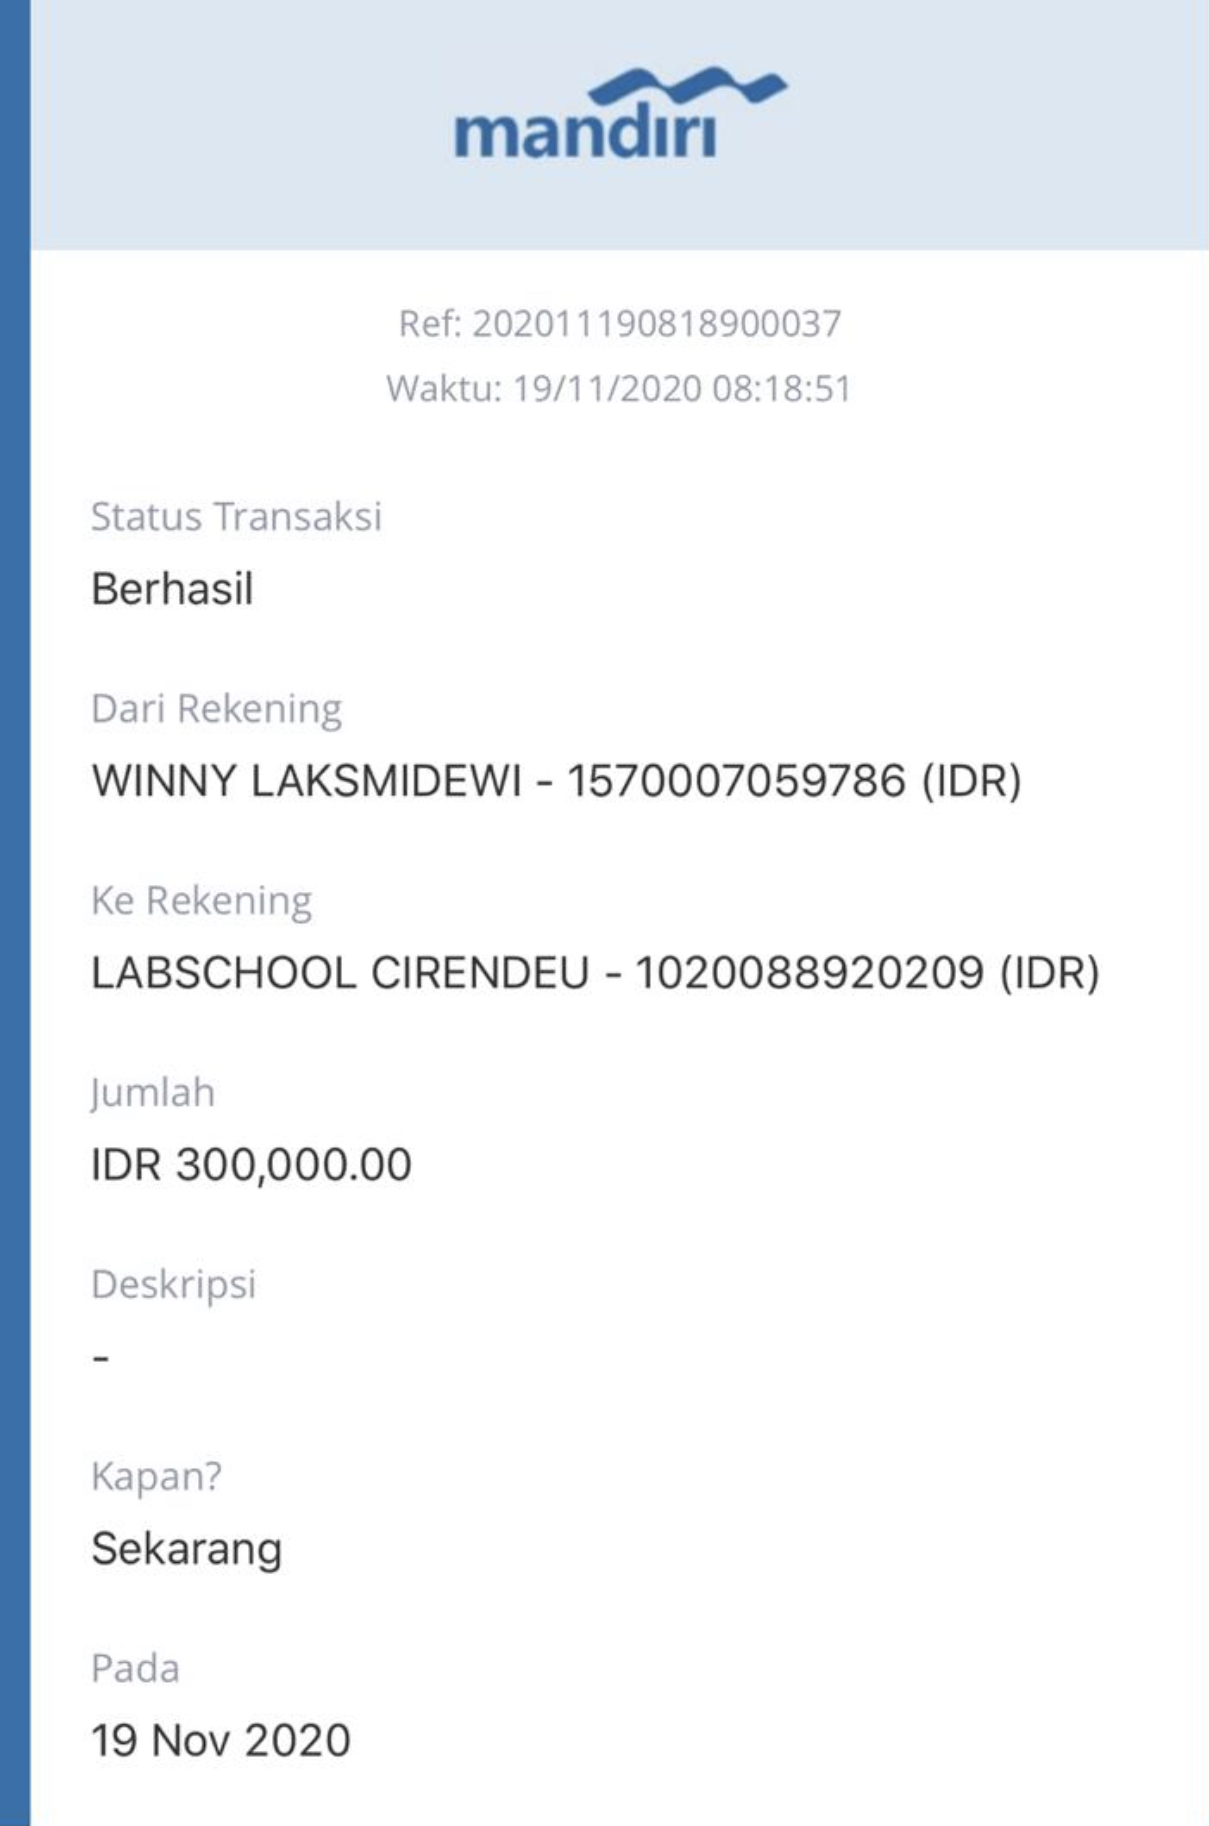 mandiri
Ref: 202011190818900037
Waktu: 19/11/2020 08:18:51
Status Transaksi
Berhasil
Dari Rekening
WINNY LAKSMIDEWI - 1570007059786 (IDR)
Ke Rekening
LABSCHOOL CIRENDEU - 1020088920209 (IDR)
Jumlah
IDR 300,000.00
Deskripsi
-
Kapan?
Sekarang
Pada
19 Nov 2020